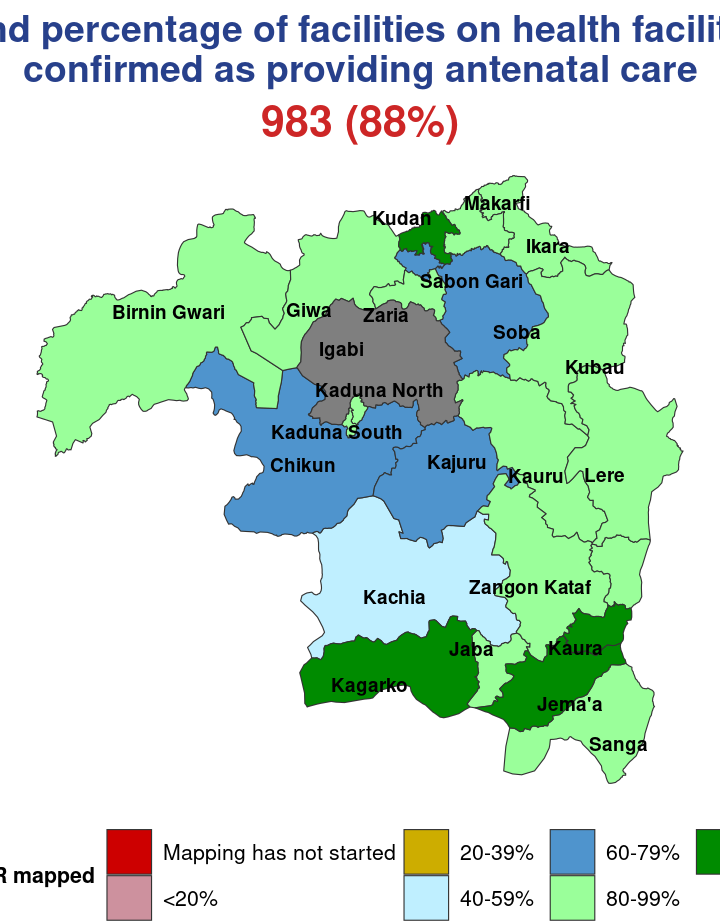 nd percentage of facilities on health facilit
confirmed as providing antenatal care
983 (88%)
Makarfi
Kudan
Ikara
Sabon Gari
Birnin Gwari
Giwa
Zaria
Soba
Igabi
Kubau
Kaduna North
Kaduna South
Chikun
Kajuru
Kauru
Lere
Kachia
Zangon Kataf
Jaba
Kaura
Kagarko
Jema'a
Sanga
R mapped
Mapping has not started
20-39%
60-79%
<20%
40-59%
80-99%